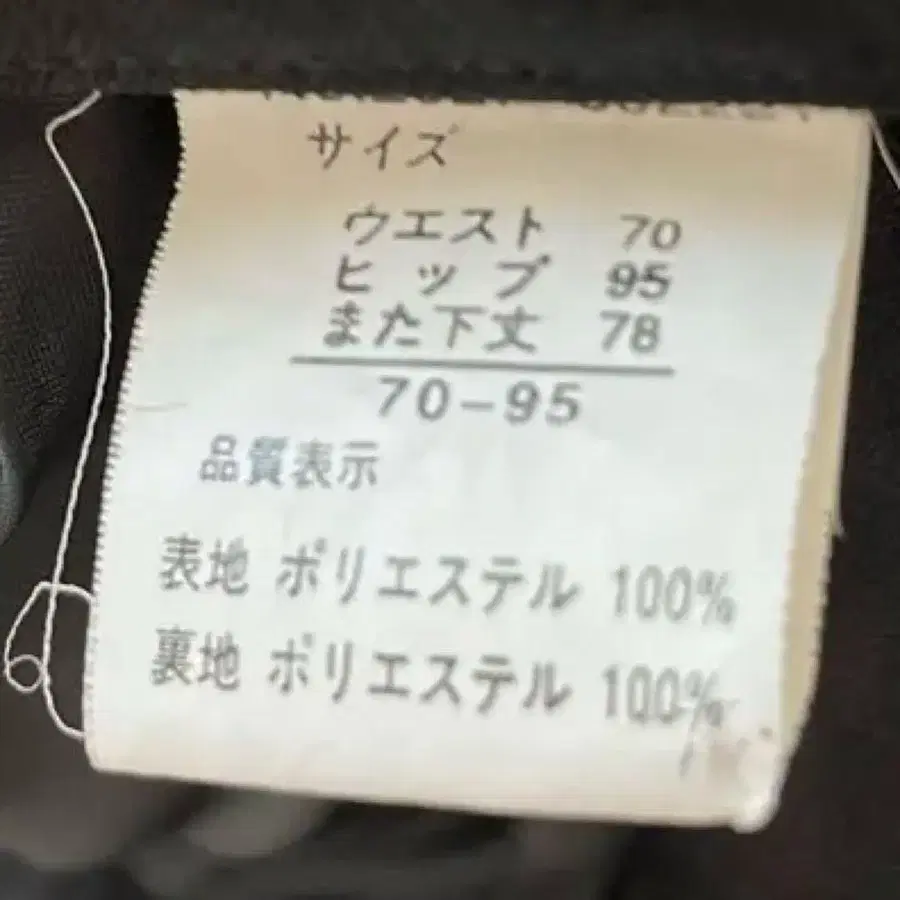 サイズ
ウエスト 70
ヒップ 95
また下丈 78
70-95
品質表示
表地 ポリエステル 100%
裏地 ポリエステル 100%